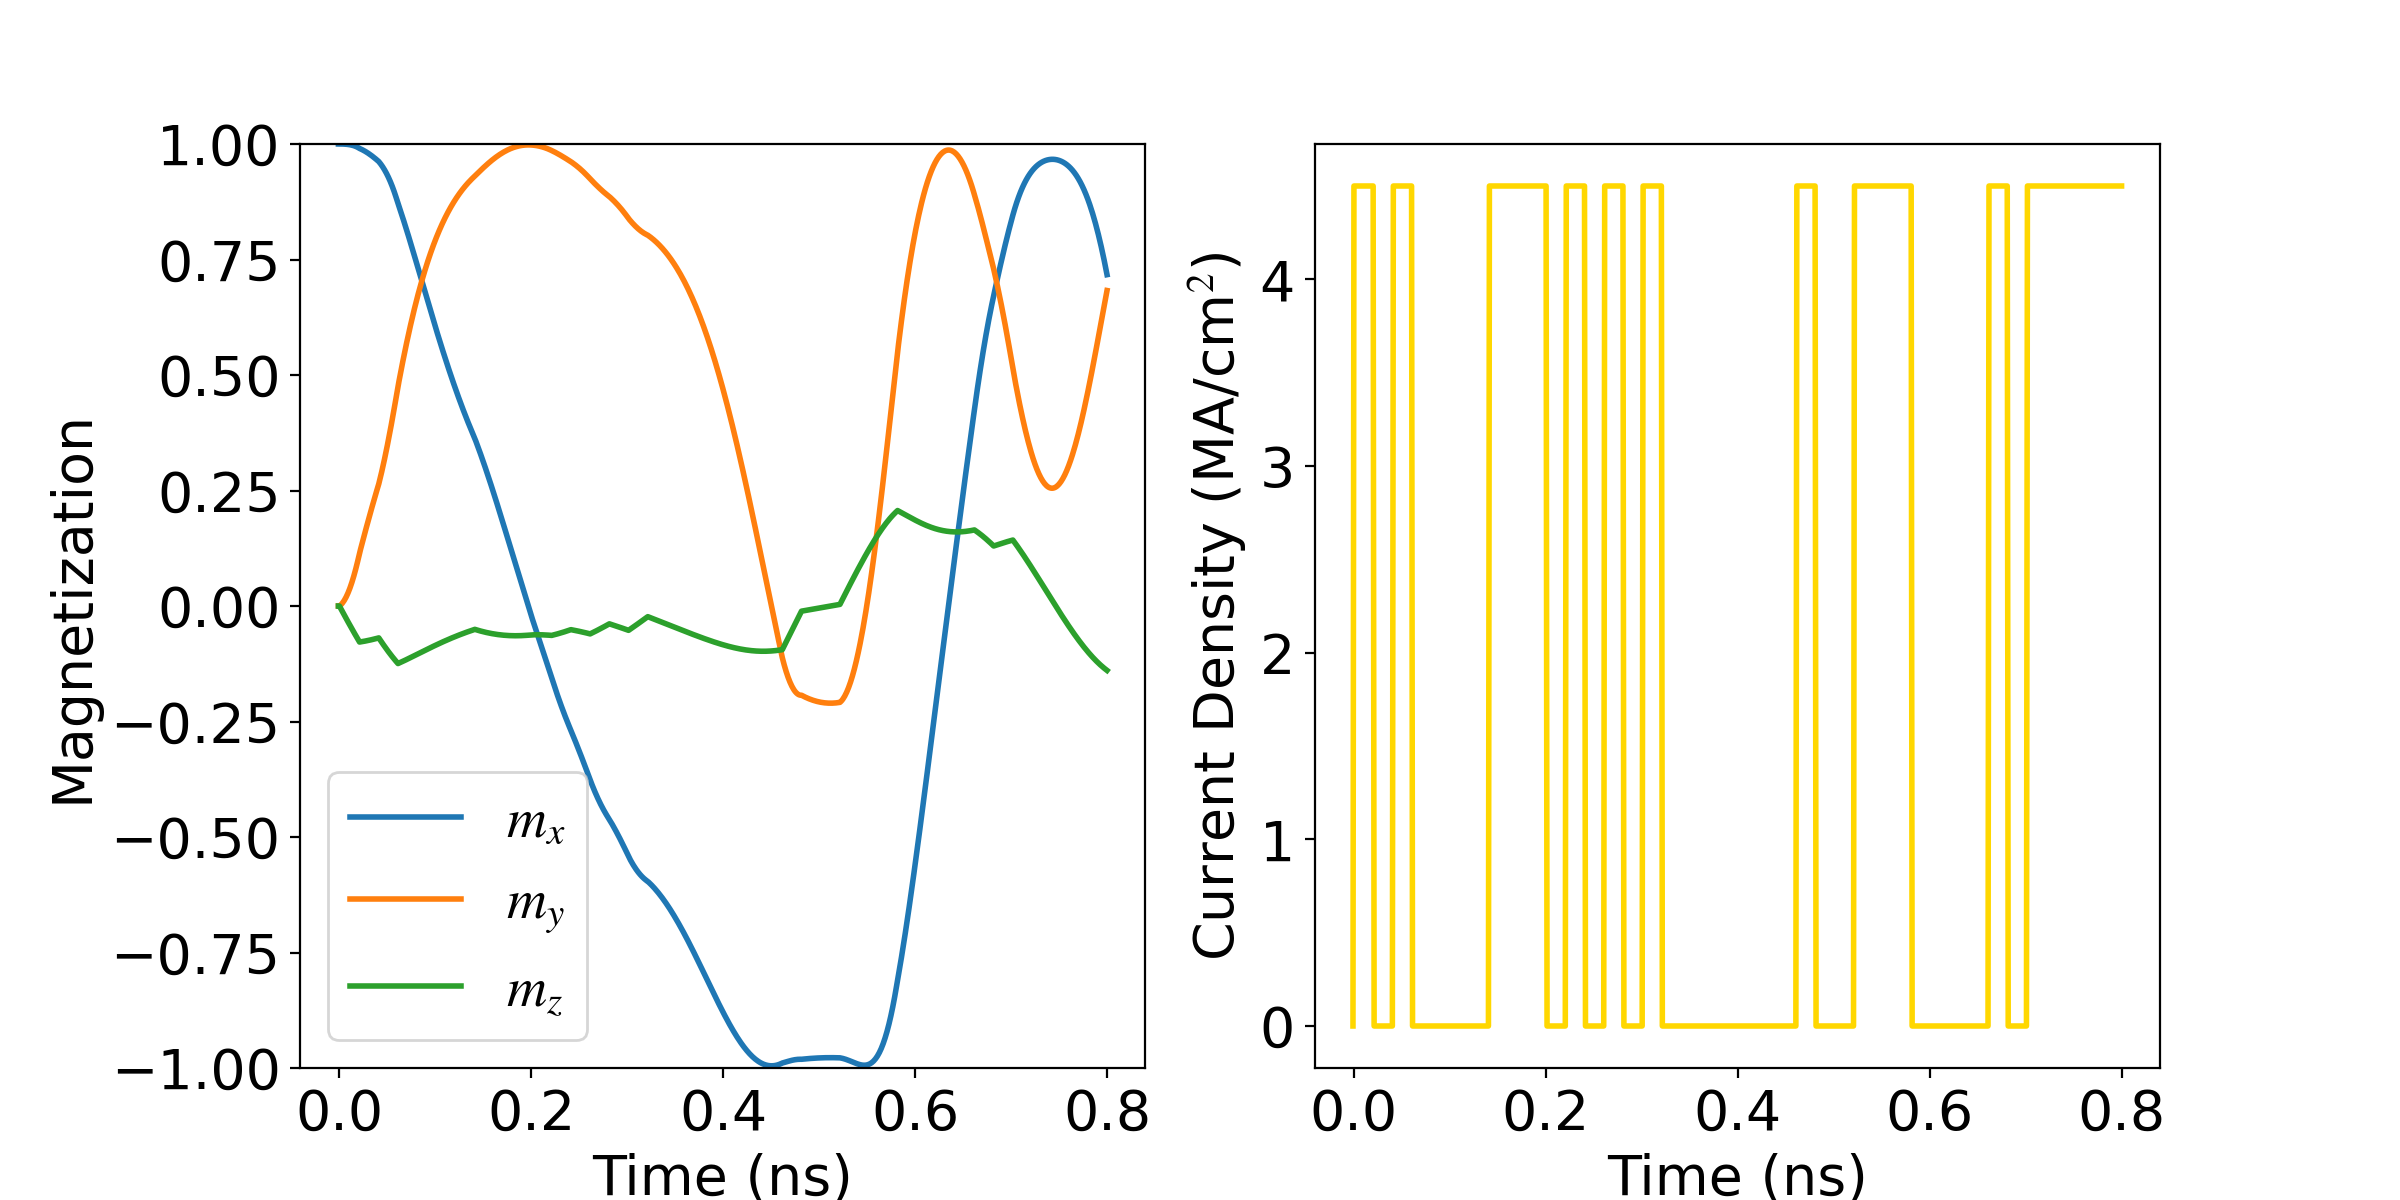 Magnetization
1.00
0.75
0.50
0.25
0.00
−0.25
−0.50
−0.75
−1.00
0.0 0.2 0.4 0.6 0.8
Time (ns)
m_x
m_y
m_z
Current Density (MA/cm²)
4
3
2
1
0
0.0 0.2 0.4 0.6 0.8
Time (ns)